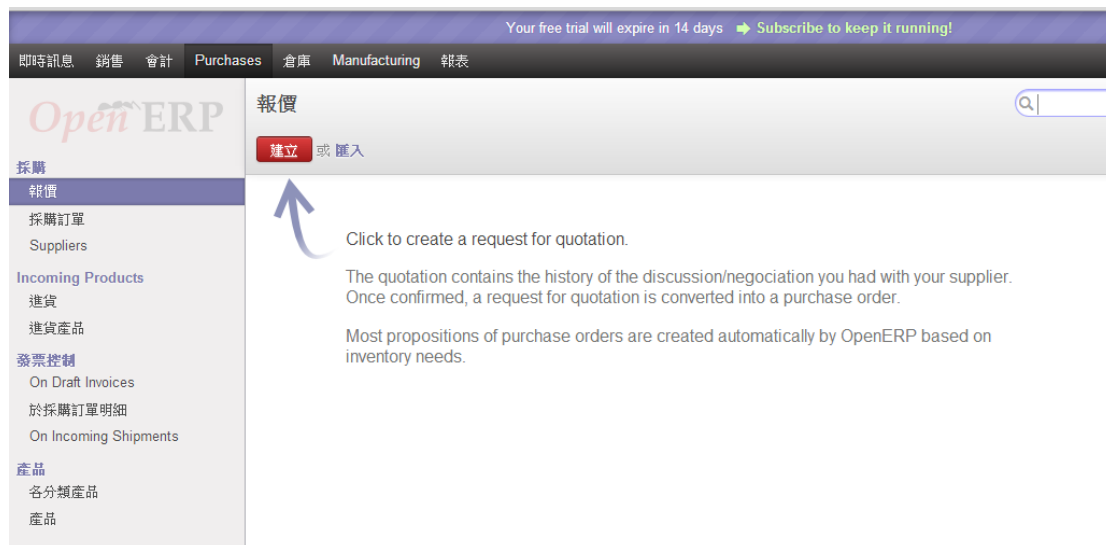 Your free trial will expire in 14 days Subscribe to keep it running!
即時訊息 銷售 會計 Purchases 倉庫 Manufacturing 報表
OpenERP
報價
建立 或 匯入
採購
報價
採購訂單
Suppliers
Incoming Products
進貨
進貨產品
發票控制
On Draft Invoices
於採購訂單明細
On Incoming Shipments
產品
各分類產品
產品
Click to create a request for quotation.
The quotation contains the history of the discussion/negociation you had with your supplier.
Once confirmed, a request for quotation is converted into a purchase order.
Most propositions of purchase orders are created automatically by OpenERP based on
inventory needs.